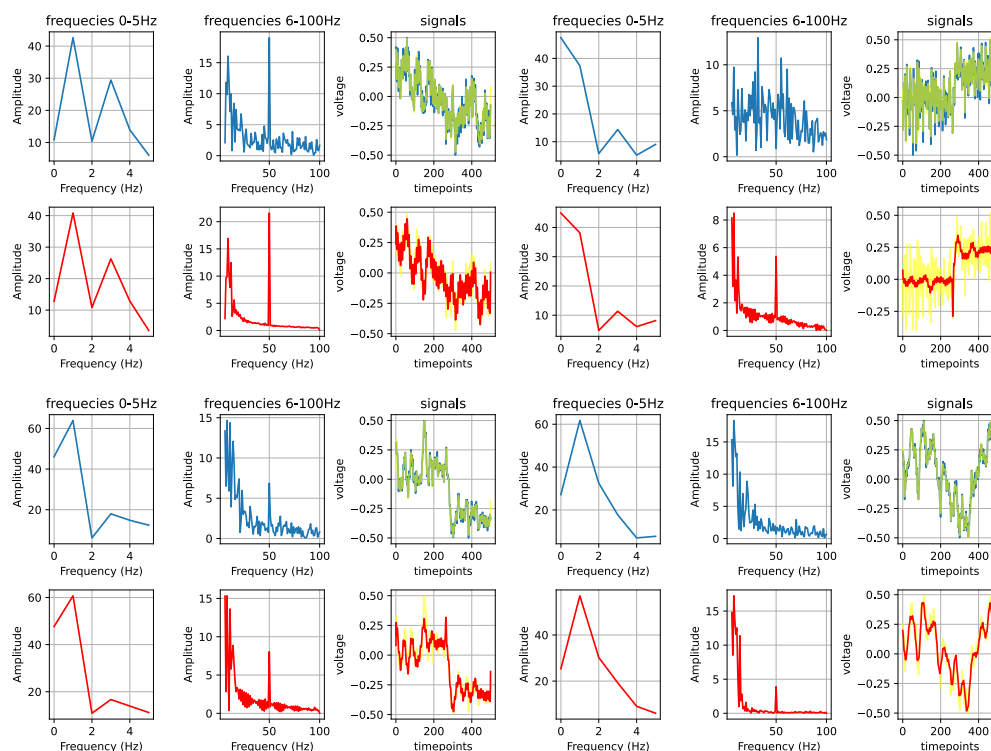 frequecies 0-5Hz frequencies 6-100Hz signals frequecies 0-5Hz frequencies 6-100Hz signals
Amplitude Amplitude voltage Amplitude Amplitude voltage
40 30 20 10 15 10 5 0 0.50 0.25 0.00 −0.25 −0.50 40 30 20 10 10 5 0 0.50 0.25 0.00 −0.25 −0.50
0 2 4 50 100 0 200 400 0 2 4 50 100 0 200 400
Frequency (Hz) Frequency (Hz) timepoints Frequency (Hz) Frequency (Hz) timepoints
Amplitude Amplitude voltage Amplitude Amplitude voltage
40 30 20 10 20 15 10 5 0 0.50 0.25 0.00 −0.25 −0.50 40 30 20 10 8 6 4 2 0 0.50 0.25 0.00 −0.25
0 2 4 50 100 0 200 400 0 2 4 50 100 0 200 400
Frequency (Hz) Frequency (Hz) timepoints Frequency (Hz) Frequency (Hz) timepoints
frequecies 0-5Hz frequencies 6-100Hz signals frequecies 0-5Hz frequencies 6-100Hz signals
Amplitude Amplitude voltage Amplitude Amplitude voltage
60 40 20 15 10 5 0 0.50 0.25 0.00 −0.25 −0.50 60 40 20 15 10 5 0 0.50 0.25 0.00 −0.25 −0.50
0 2 4 50 100 0 200 400 0 2 4 50 100 0 200 400
Frequency (Hz) Frequency (Hz) timepoints Frequency (Hz) Frequency (Hz) timepoints
Amplitude Amplitude voltage Amplitude Amplitude voltage
60 40 20 15 10 5 0 0.50 0.25 0.00 −0.25 −0.50 40 20 15 10 5 0 0.50 0.25 0.00 −0.25 −0.50
0 2 4 50 100 0 200 400 0 2 4 50 100 0 200 400
Frequency (Hz) Frequency (Hz) timepoints Frequency (Hz) Frequency (Hz) timepoints